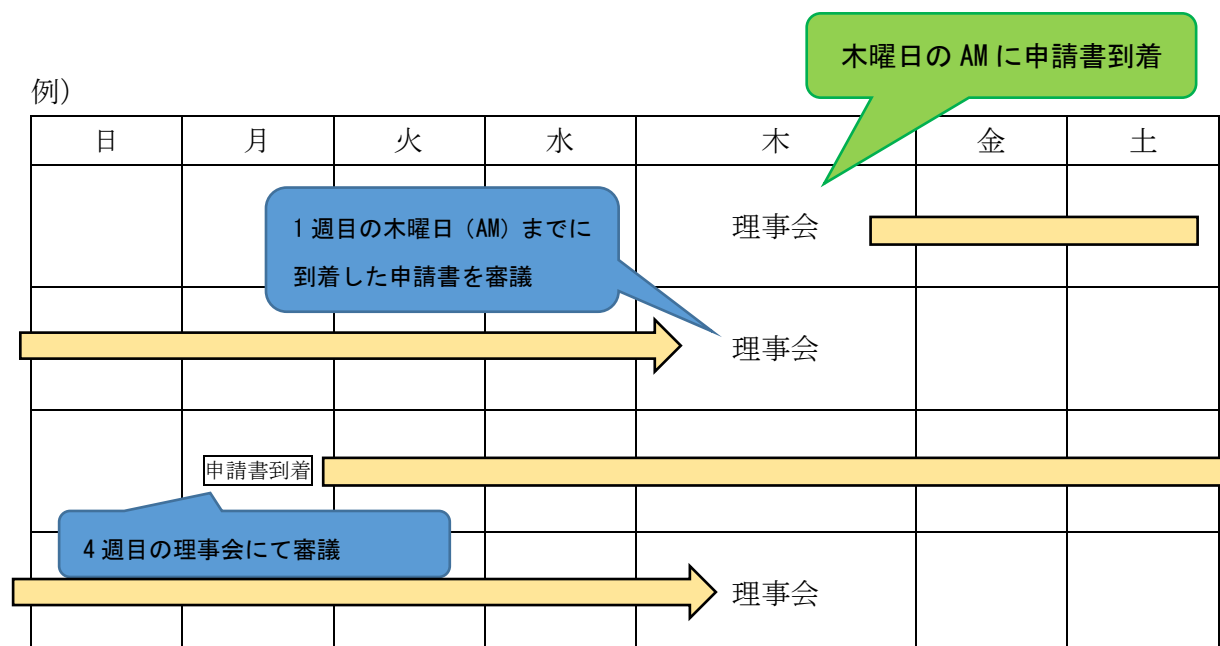 木曜日の AM に申請書到着
例）
日 月 火 水 木 金 土
1 週目の木曜日（AM）までに
到着した申請書を審議
理事会
理事会
申請書到着
4 週目の理事会にて審議
理事会